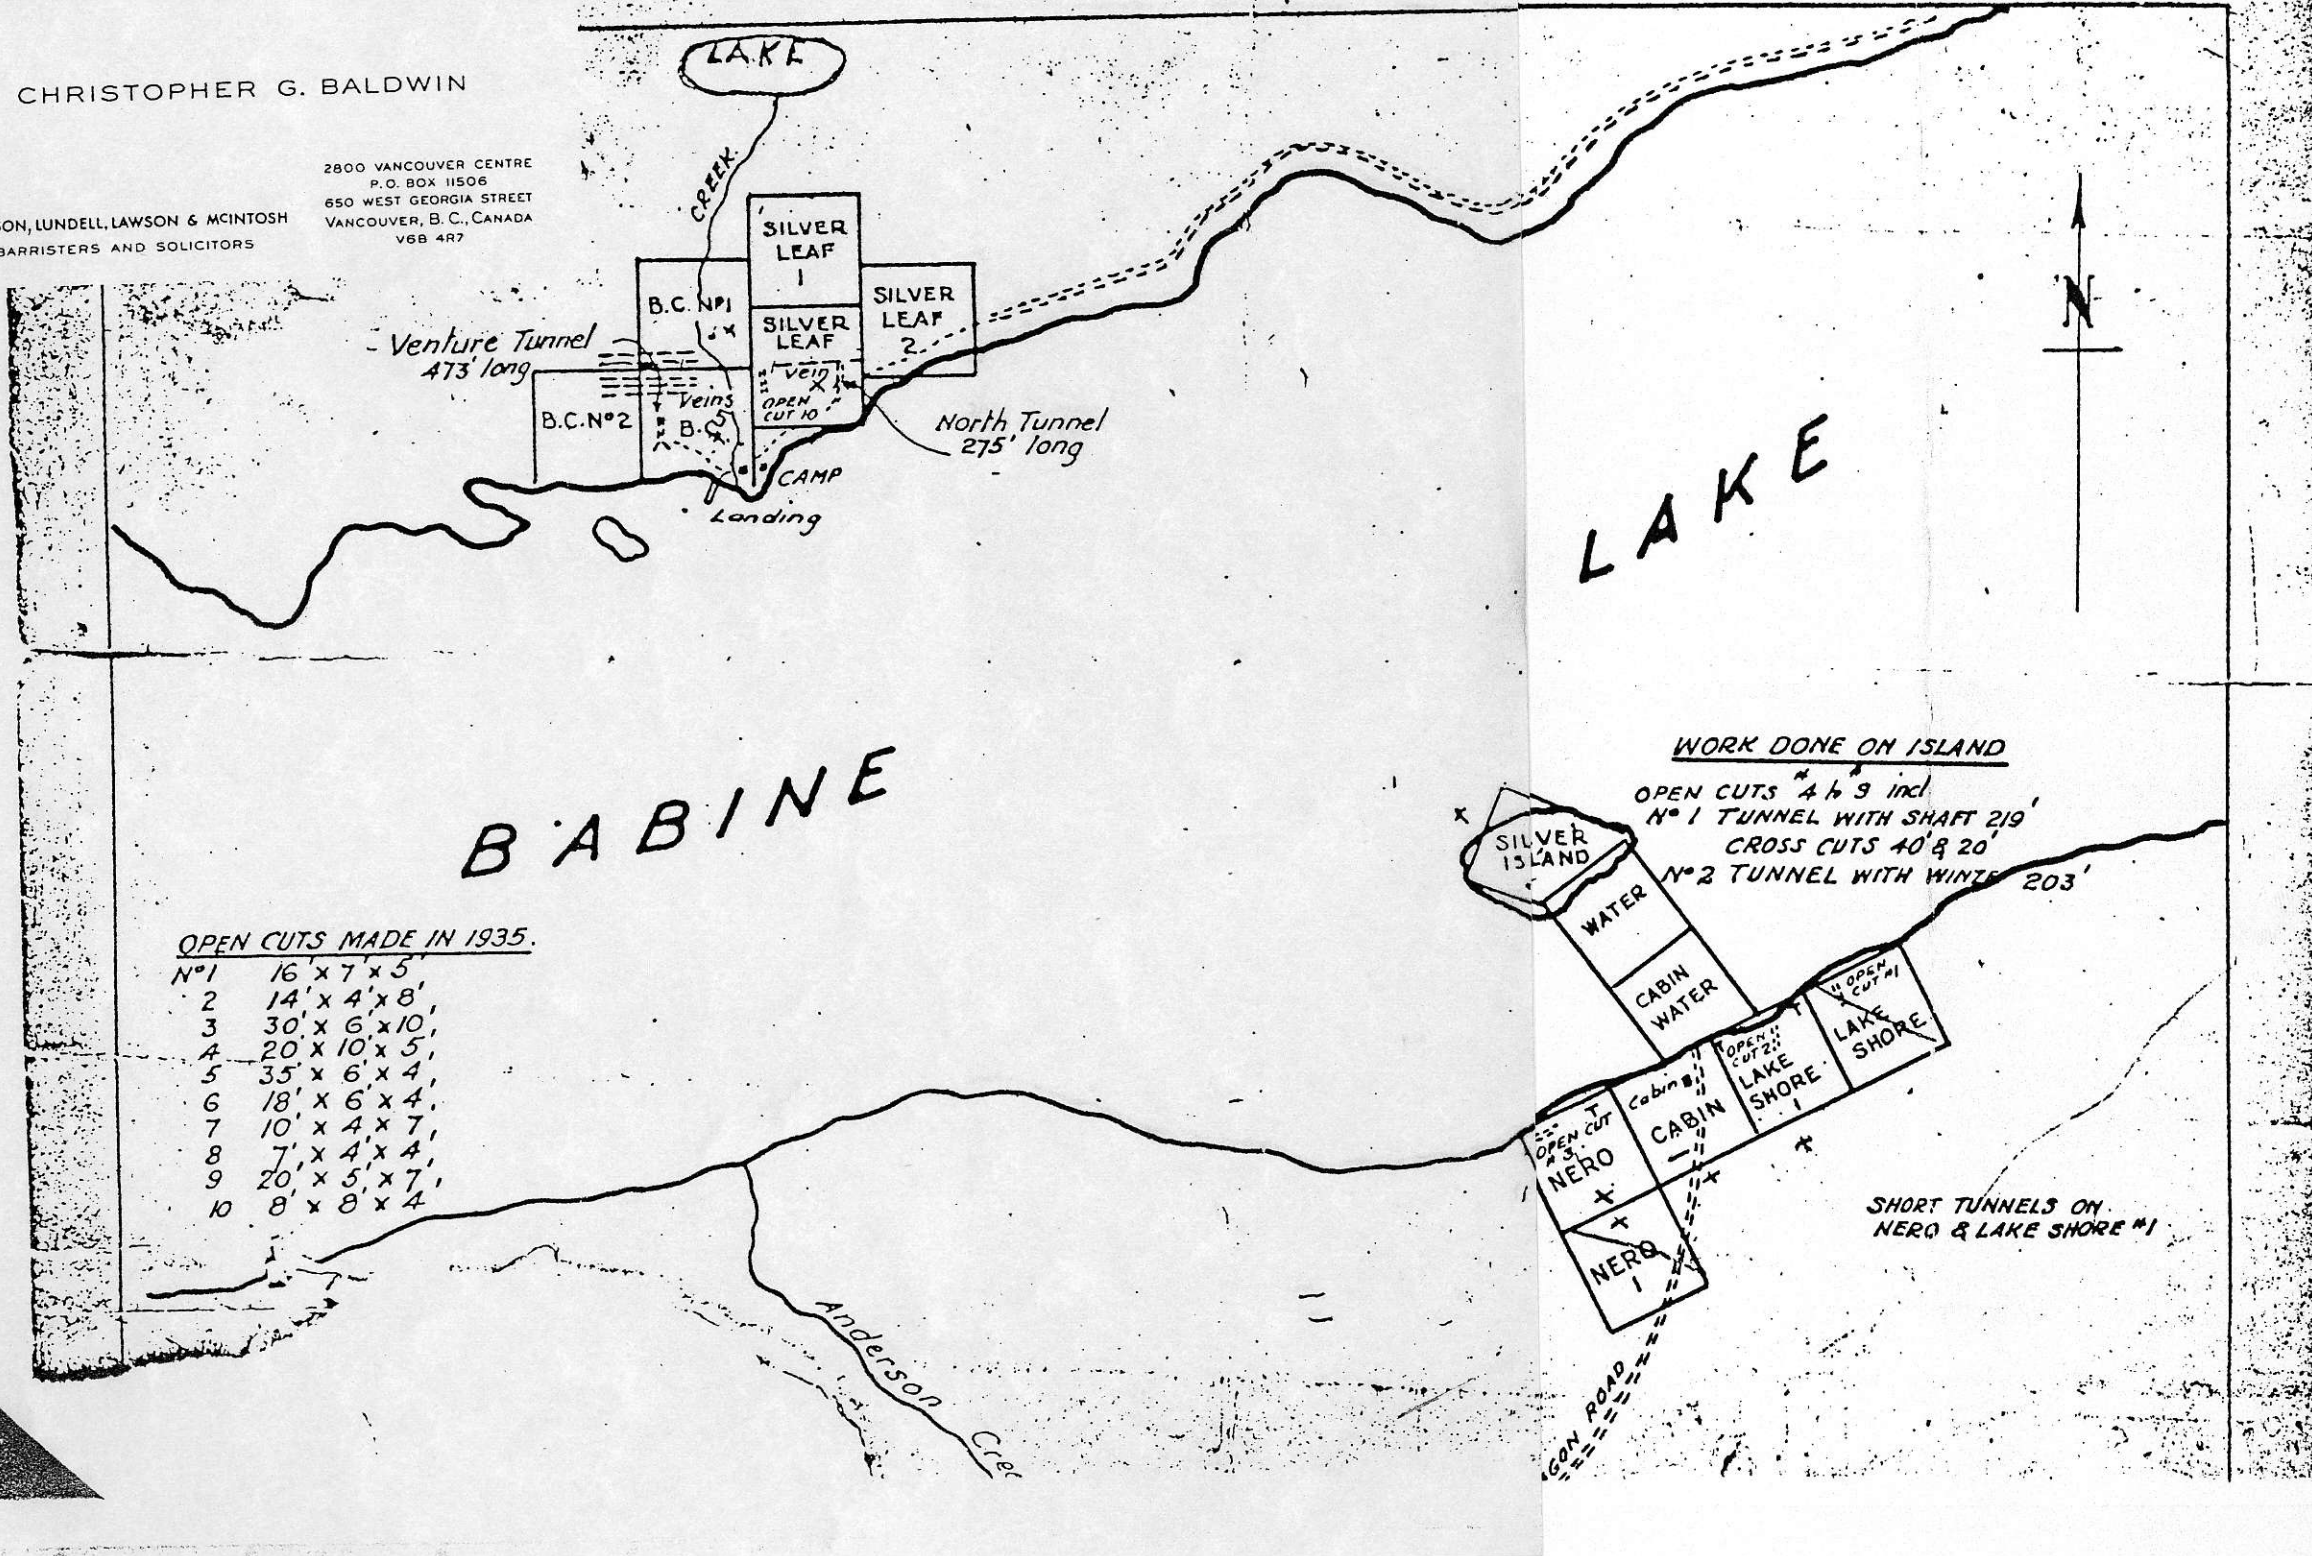 LAKE
CHRISTOPHER G. BALDWIN
2800 VANCOUVER CENTRE
P.O. BOX 11506
650 WEST GEORGIA STREET
VANCOUVER, B.C., CANADA
V6B 4R7
SON, LUNDELL, LAWSON & MCINTOSH
BARRISTERS AND SOLICITORS
CREEK
SILVER
LEAF
1
B.C. Nº1
SILVER
LEAF
SILVER
LEAF
2
Venture Tunnel
473' long
vein
OPEN
CUT 10
Veins
B.C.
B.C. Nº2
North Tunnel
275' long
CAMP
Landing
N
LAKE
BABINE
WORK DONE ON ISLAND
OPEN CUTS #4 to #9 incl
Nº 1 TUNNEL WITH SHAFT 219'
CROSS CUTS 40' & 20'
Nº 2 TUNNEL WITH WINZE 203'
SILVER
ISLAND
WATER
CABIN
WATER
OPEN CUTS MADE IN 1935.
Nº1 16' x 7' x 5'
2 14' x 4' x 8'
3 30' x 6' x 10'
4 20' x 10' x 5'
5 35' x 6' x 4'
6 18' x 6' x 4'
7 10' x 4 x 7'
8 7' x 4' x 4'
9 20' x 5' x 7'
10 8' x 8' x 4
OPEN
CUT #1
LAKE
SHORE
OPEN
CUT 2
LAKE
SHORE
1
Cabin
CABIN
OPEN CUT
#3
NERO
NERO
1
SHORT TUNNELS ON
NERO & LAKE SHORE #1
Anderson Cree
GON ROAD